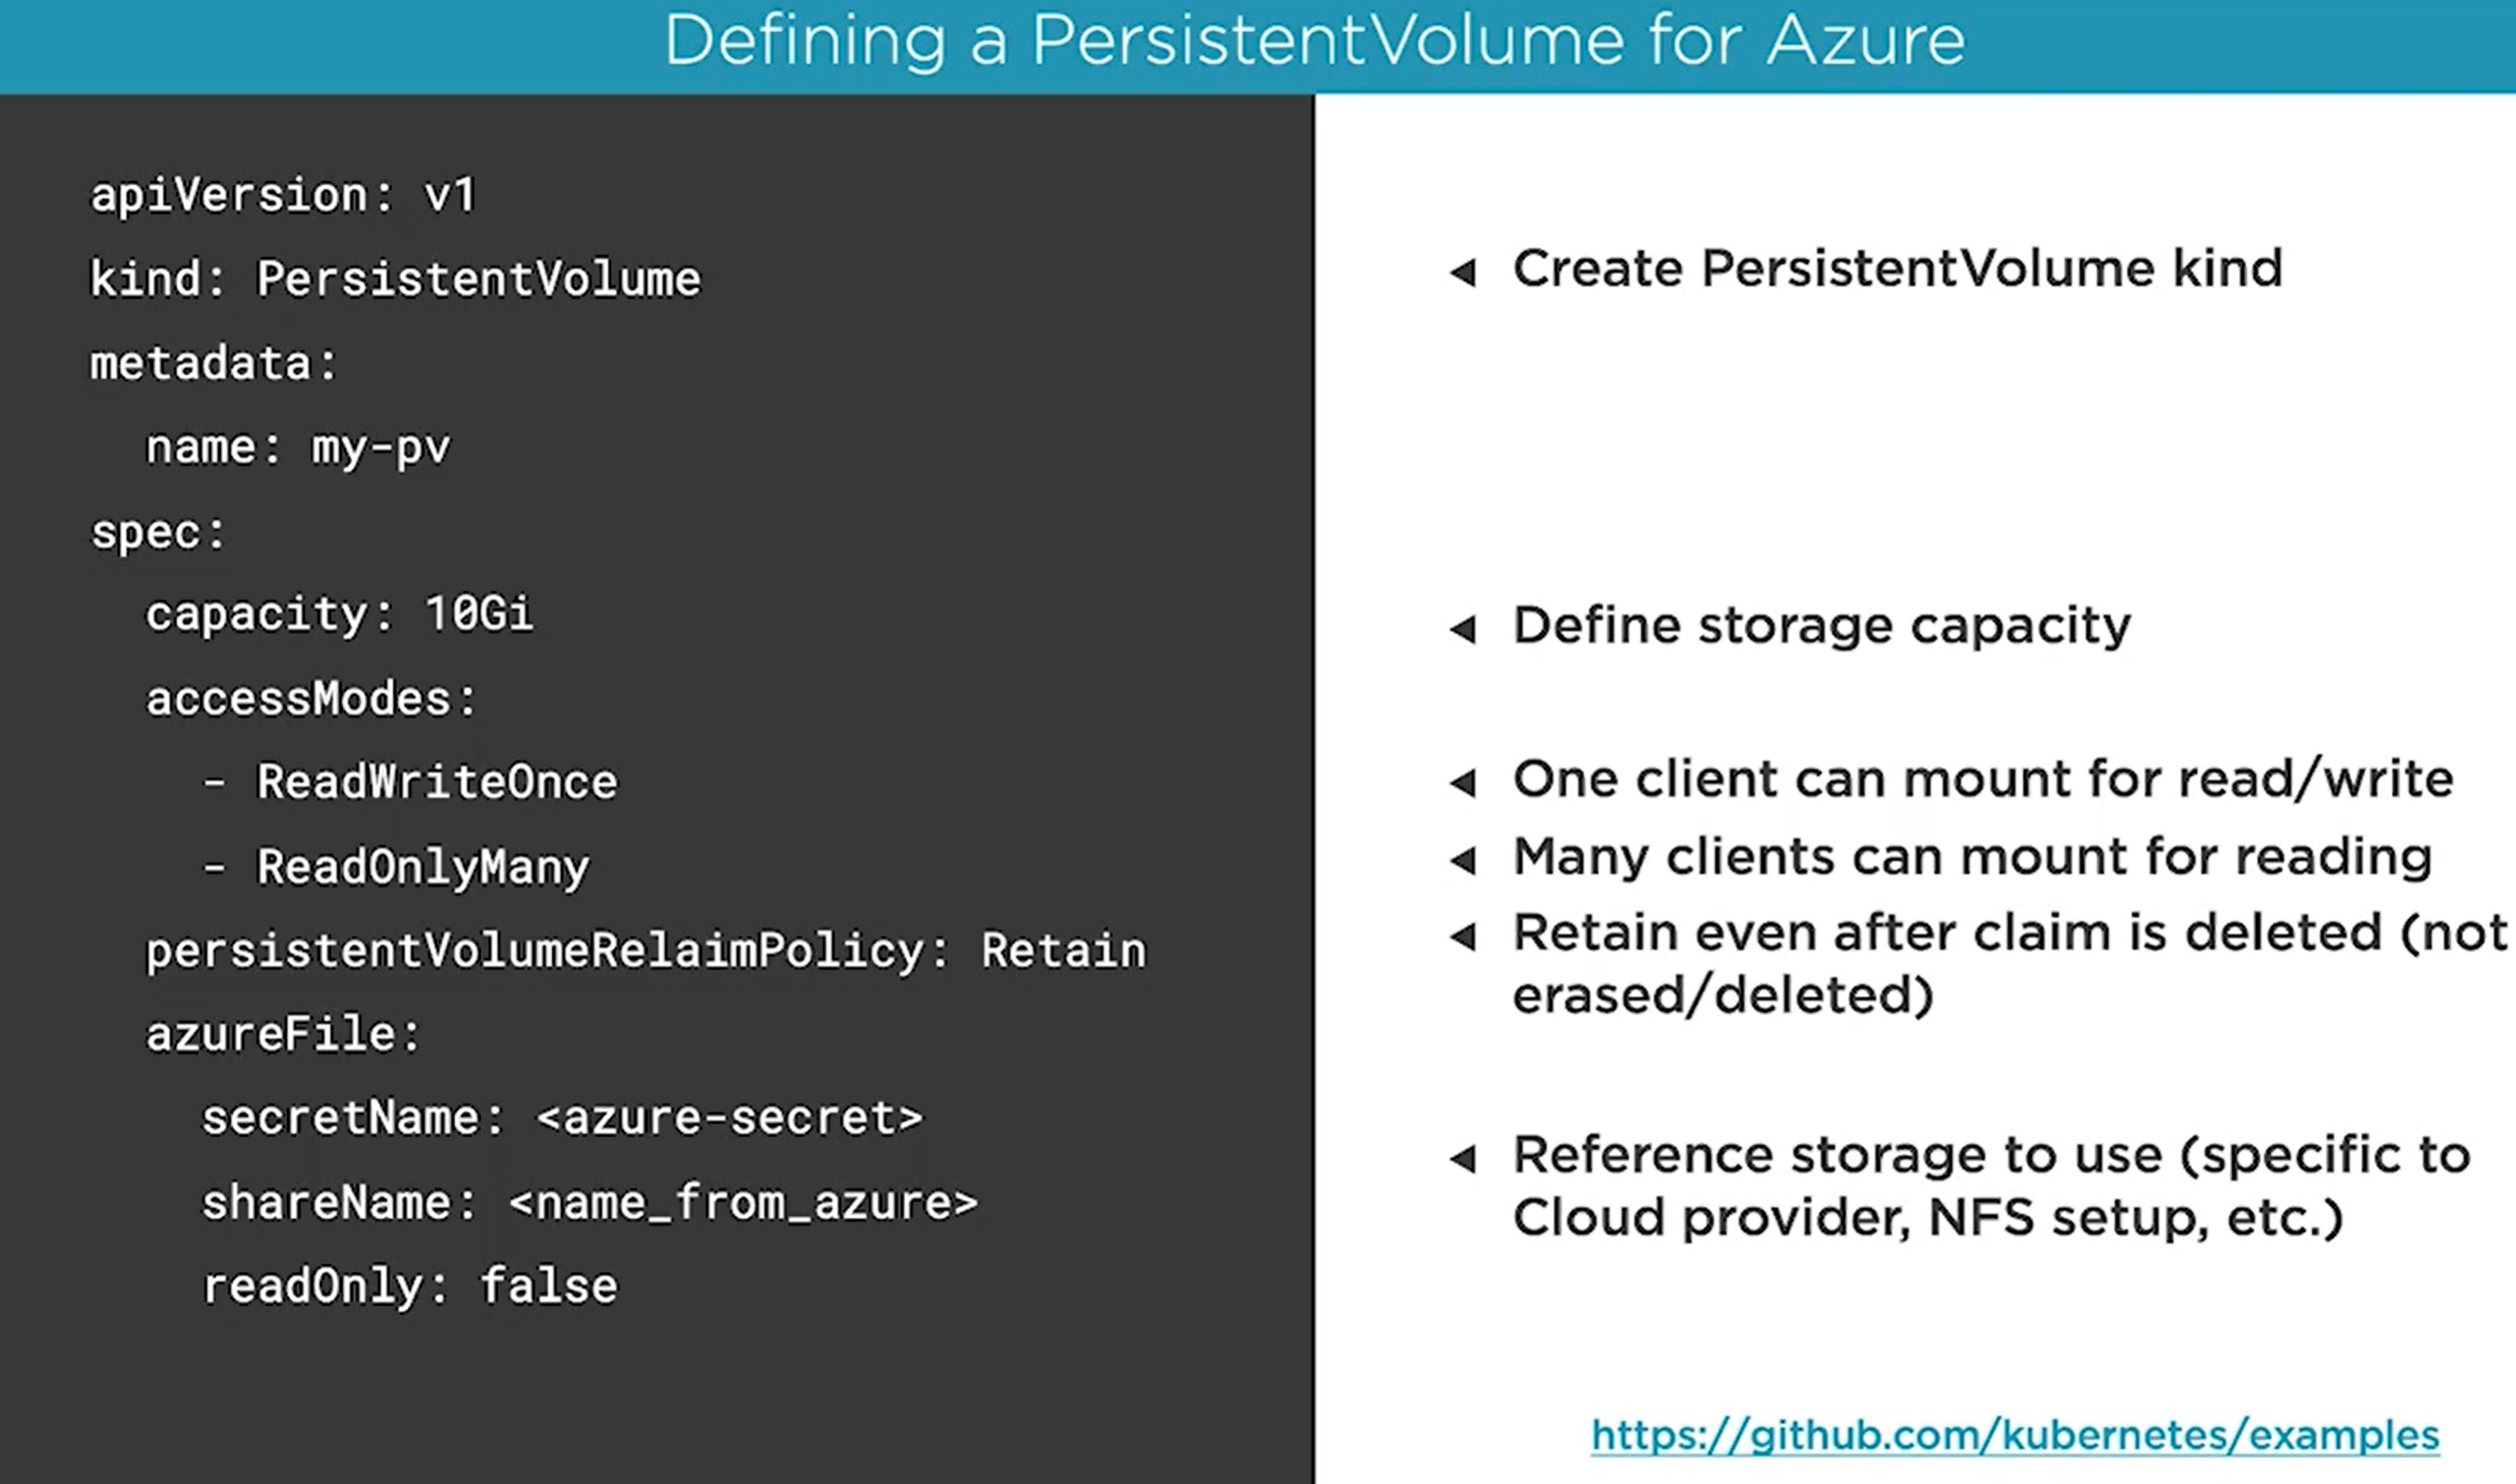 Defining a PersistentVolume for Azure
apiVersion: v1
kind: PersistentVolume
metadata:
  name: my-pv
spec:
  capacity: 10Gi
  accessModes:
    - ReadWriteOnce
    - ReadOnlyMany
  persistentVolumeRelaimPolicy: Retain
  azureFile:
    secretName: <azure-secret>
    shareName: <name_from_azure>
    readOnly: false
◄ Create PersistentVolume kind
◄ Define storage capacity
◄ One client can mount for read/write
◄ Many clients can mount for reading
◄ Retain even after claim is deleted (not
erased/deleted)
◄ Reference storage to use (specific to
Cloud provider, NFS setup, etc.)
https://github.com/kubernetes/examples